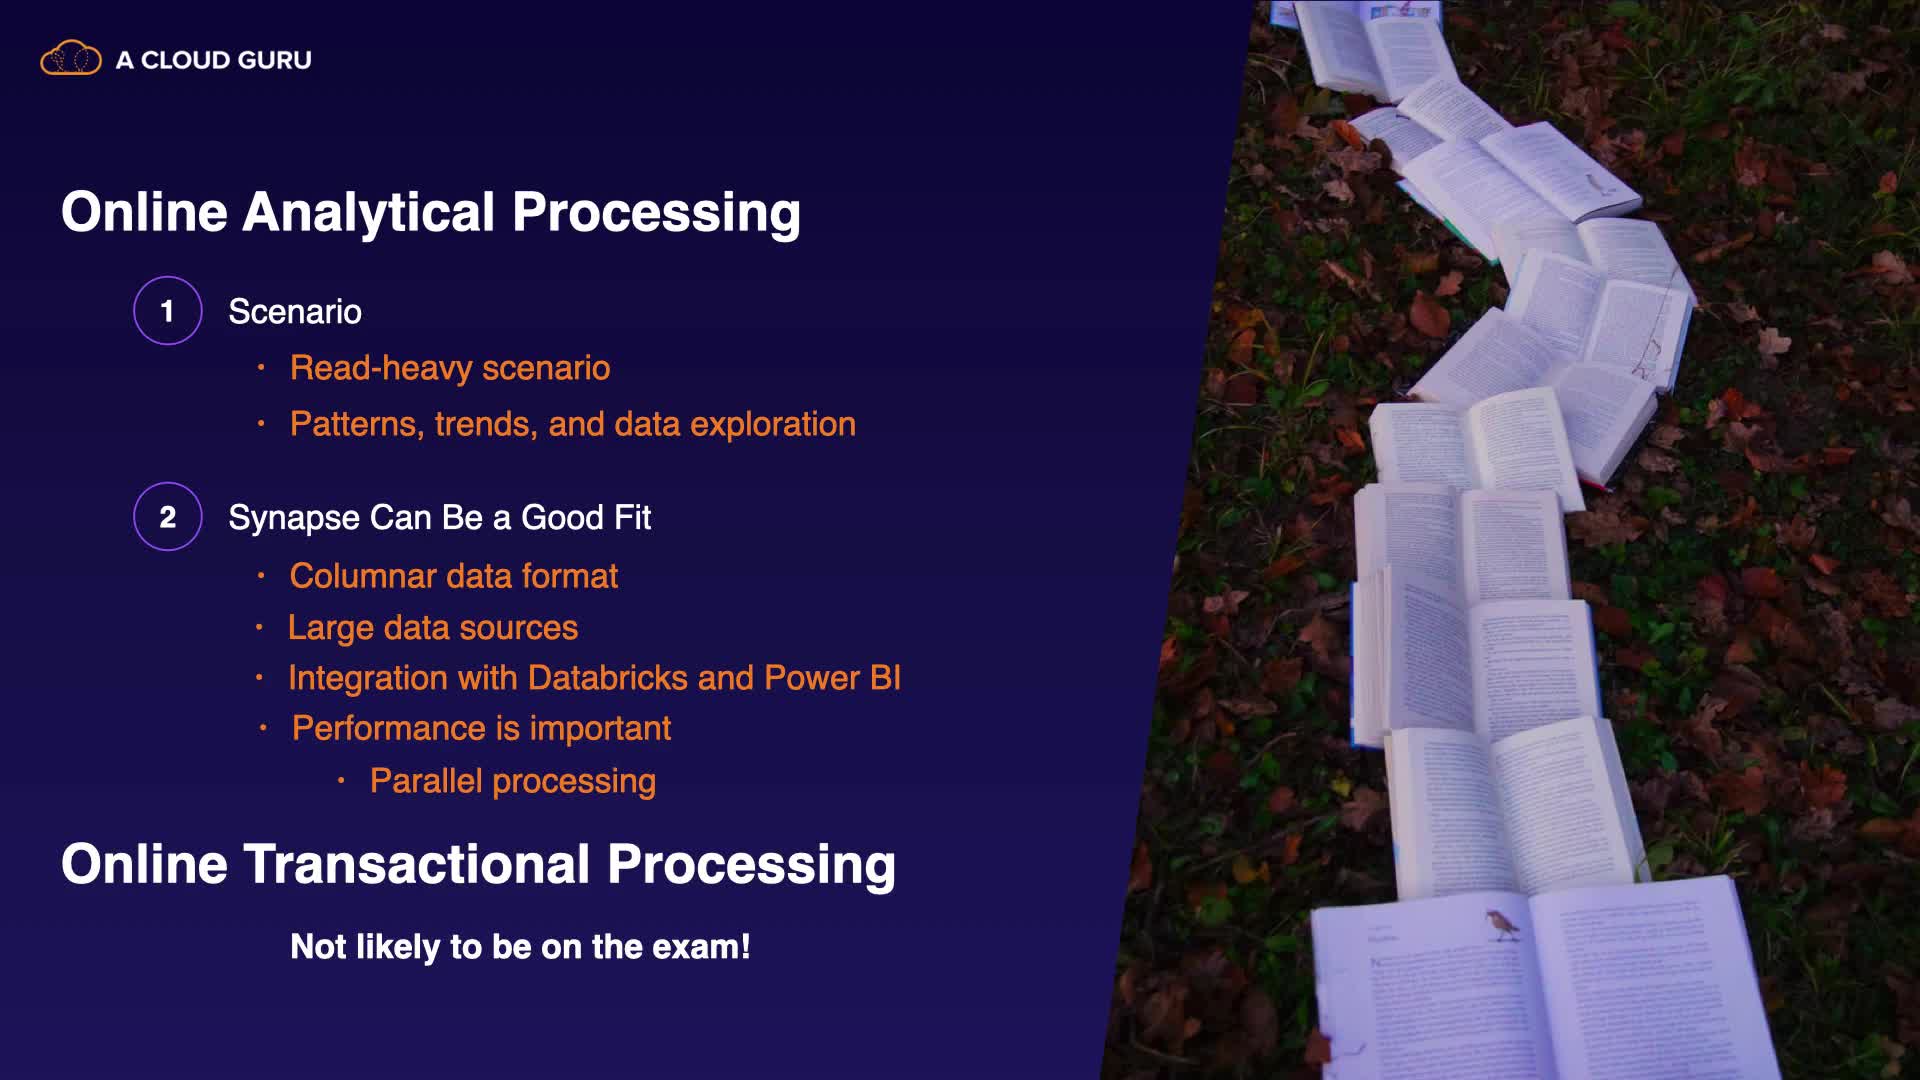 A CLOUD GURU
Online Analytical Processing
1 Scenario
· Read-heavy scenario
· Patterns, trends, and data exploration
2 Synapse Can Be a Good Fit
· Columnar data format
· Large data sources
· Integration with Databricks and Power BI
· Performance is important
· Parallel processing
Online Transactional Processing
Not likely to be on the exam!